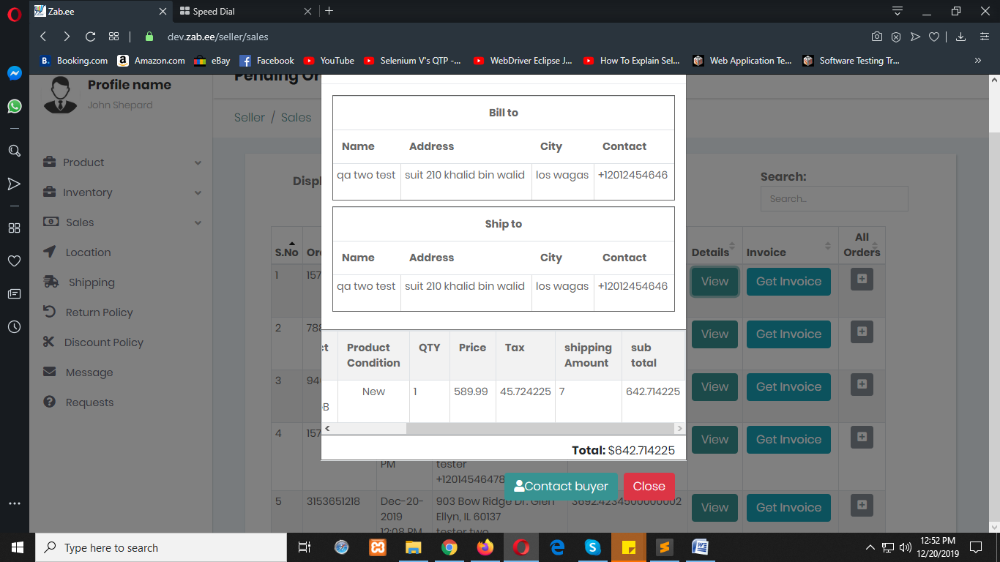 Zab.ee
Speed Dial
dev.zab.ee/seller/sales
Booking.com
Amazon.com
eBay
Facebook
YouTube
Selenium V's QTP -...
WebDriver Eclipse J...
How To Explain Sel...
Web Application Te...
Software Testing Tr...
Profile name
John Shepard
Pending Or
Seller / Sales
Product
Inventory
Sales
Location
Shipping
Return Policy
Discount Policy
Message
Requests
Displ
Search:
Search..
S.No Ord Details Invoice All Orders
1 157 View Get Invoice
2 788 View Get Invoice
3 940 View Get Invoice
4 157 View Get Invoice
PM
tester
+12014546478
5 3153651218 Dec-20-2019 12:08 PM 903 Bow Ridge Dr. Glen Ellyn, IL 60137 tester two 3692.4234500000002 View Get Invoice
Bill to
Name Address City Contact
qa two test suit 210 khalid bin walid los wagas +12012454646
Ship to
Name Address City Contact
qa two test suit 210 khalid bin walid los wagas +12012454646
ct Product Condition QTY Price Tax shipping Amount sub total
New 1 589.99 45.724225 7 642.714225
B
Total: $642.714225
Contact buyer
Close
Type here to search
12:52 PM
12/20/2019